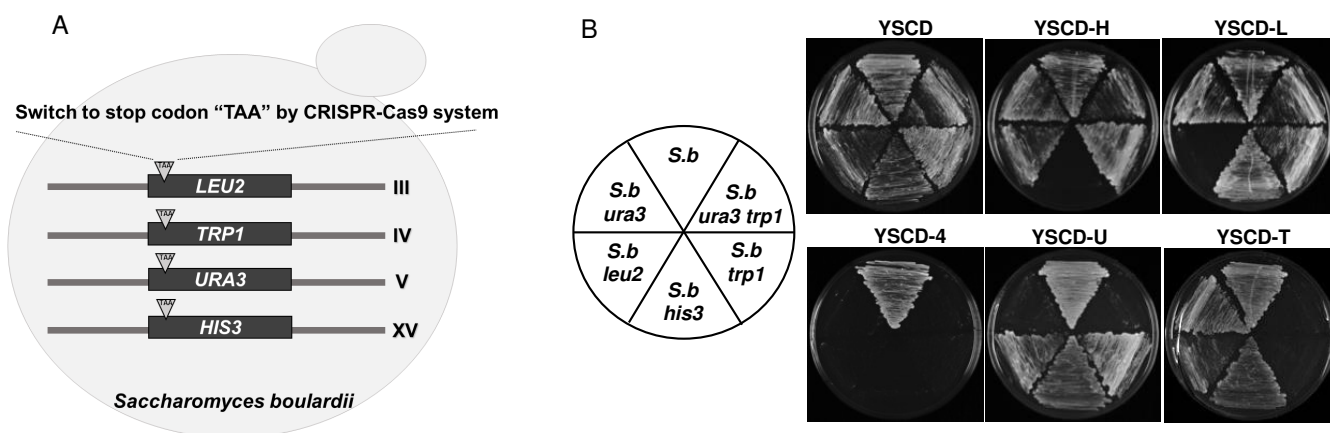 A
Switch to stop codon “TAA” by CRISPR-Cas9 system
TAA
LEU2
III
TAA
TRP1
IV
TAA
URA3
V
TAA
HIS3
XV
Saccharomyces boulardii
B
S.b
S.b
ura3
S.b
ura3 trp1
S.b
leu2
S.b
trp1
S.b
his3
YSCD
YSCD-H
YSCD-L
YSCD-4
YSCD-U
YSCD-T